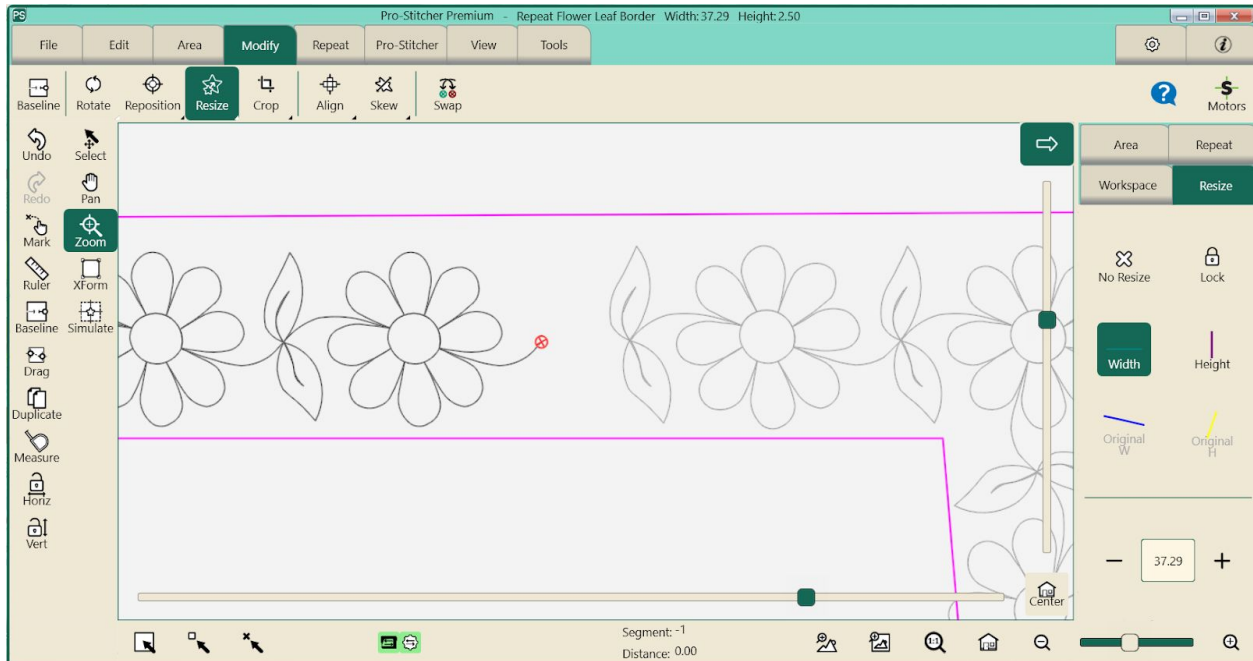 PS
Pro-Stitcher Premium - Repeat Flower Leaf Border Width: 37.29 Height: 2.50
File Edit Area Modify Repeat Pro-Stitcher View Tools
Baseline Rotate Reposition Resize Crop Align Skew Swap
S
Motors
Undo Select
Redo Pan
Mark Zoom
Ruler XForm
Baseline Simulate
Drag
Duplicate
Measure
Horiz
Vert
Area Repeat
Workspace Resize
No Resize Lock
Width Height
Original W
Original H
37.29
Center
Segment: -1
Distance: 0.00
1:1